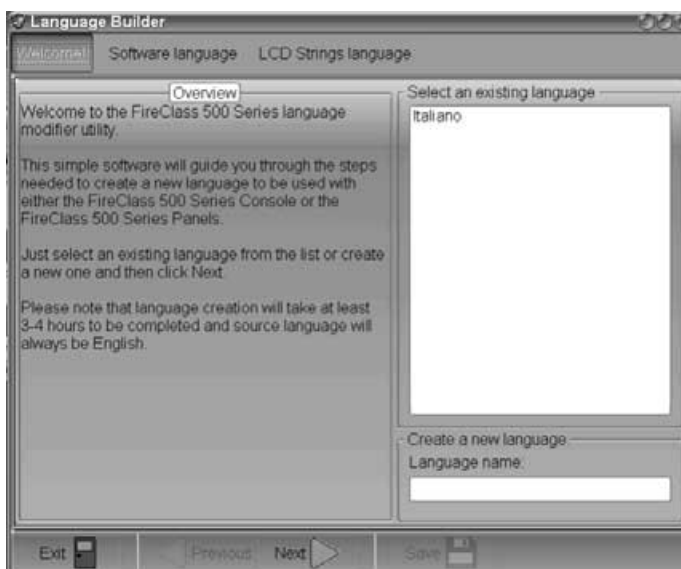 Language Builder
Welcome!! Software language LCD Strings language
Overview
Welcome to the FireClass 500 Series language
modifier utility.
This simple software will guide you through the steps
needed to create a new language to be used with
either the FireClass 500 Series Console or the
FireClass 500 Series Panels.
Just select an existing language from the list or create
a new one and then click Next.
Please note that language creation will take at least
3-4 hours to be completed and source language will
always be English.
Select an existing language
Italiano
Create a new language
Language name:
Exit Previous Next Save